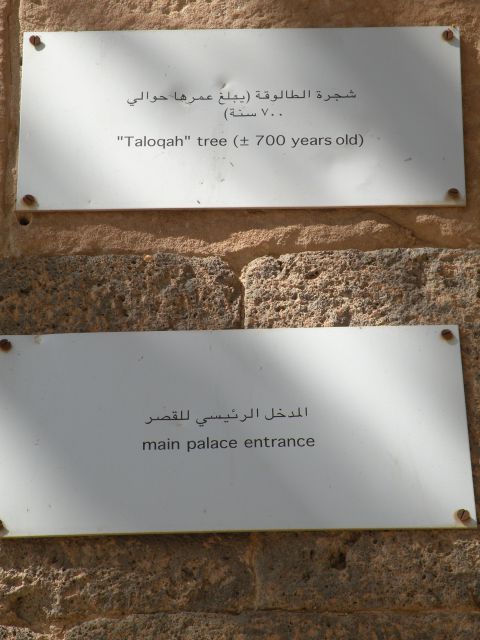 شجرة الطالوقة (يبلغ عمرها حوالي
٧٠٠ سنة)
"Taloqah" tree (± 700 years old)
المدخل الرئيسي للقصر
main palace entrance